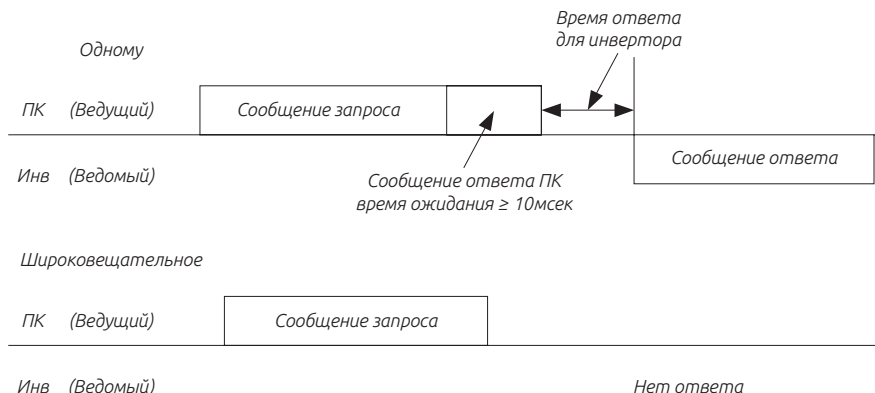 Время ответа
для инвертора
Одному
ПК (Ведущий) Сообщение запроса
Инв (Ведомый) Сообщение ответа
Сообщение ответа ПК
время ожидания ≥ 10мсек
Широковещательное
ПК (Ведущий) Сообщение запроса
Инв (Ведомый) Нет ответа